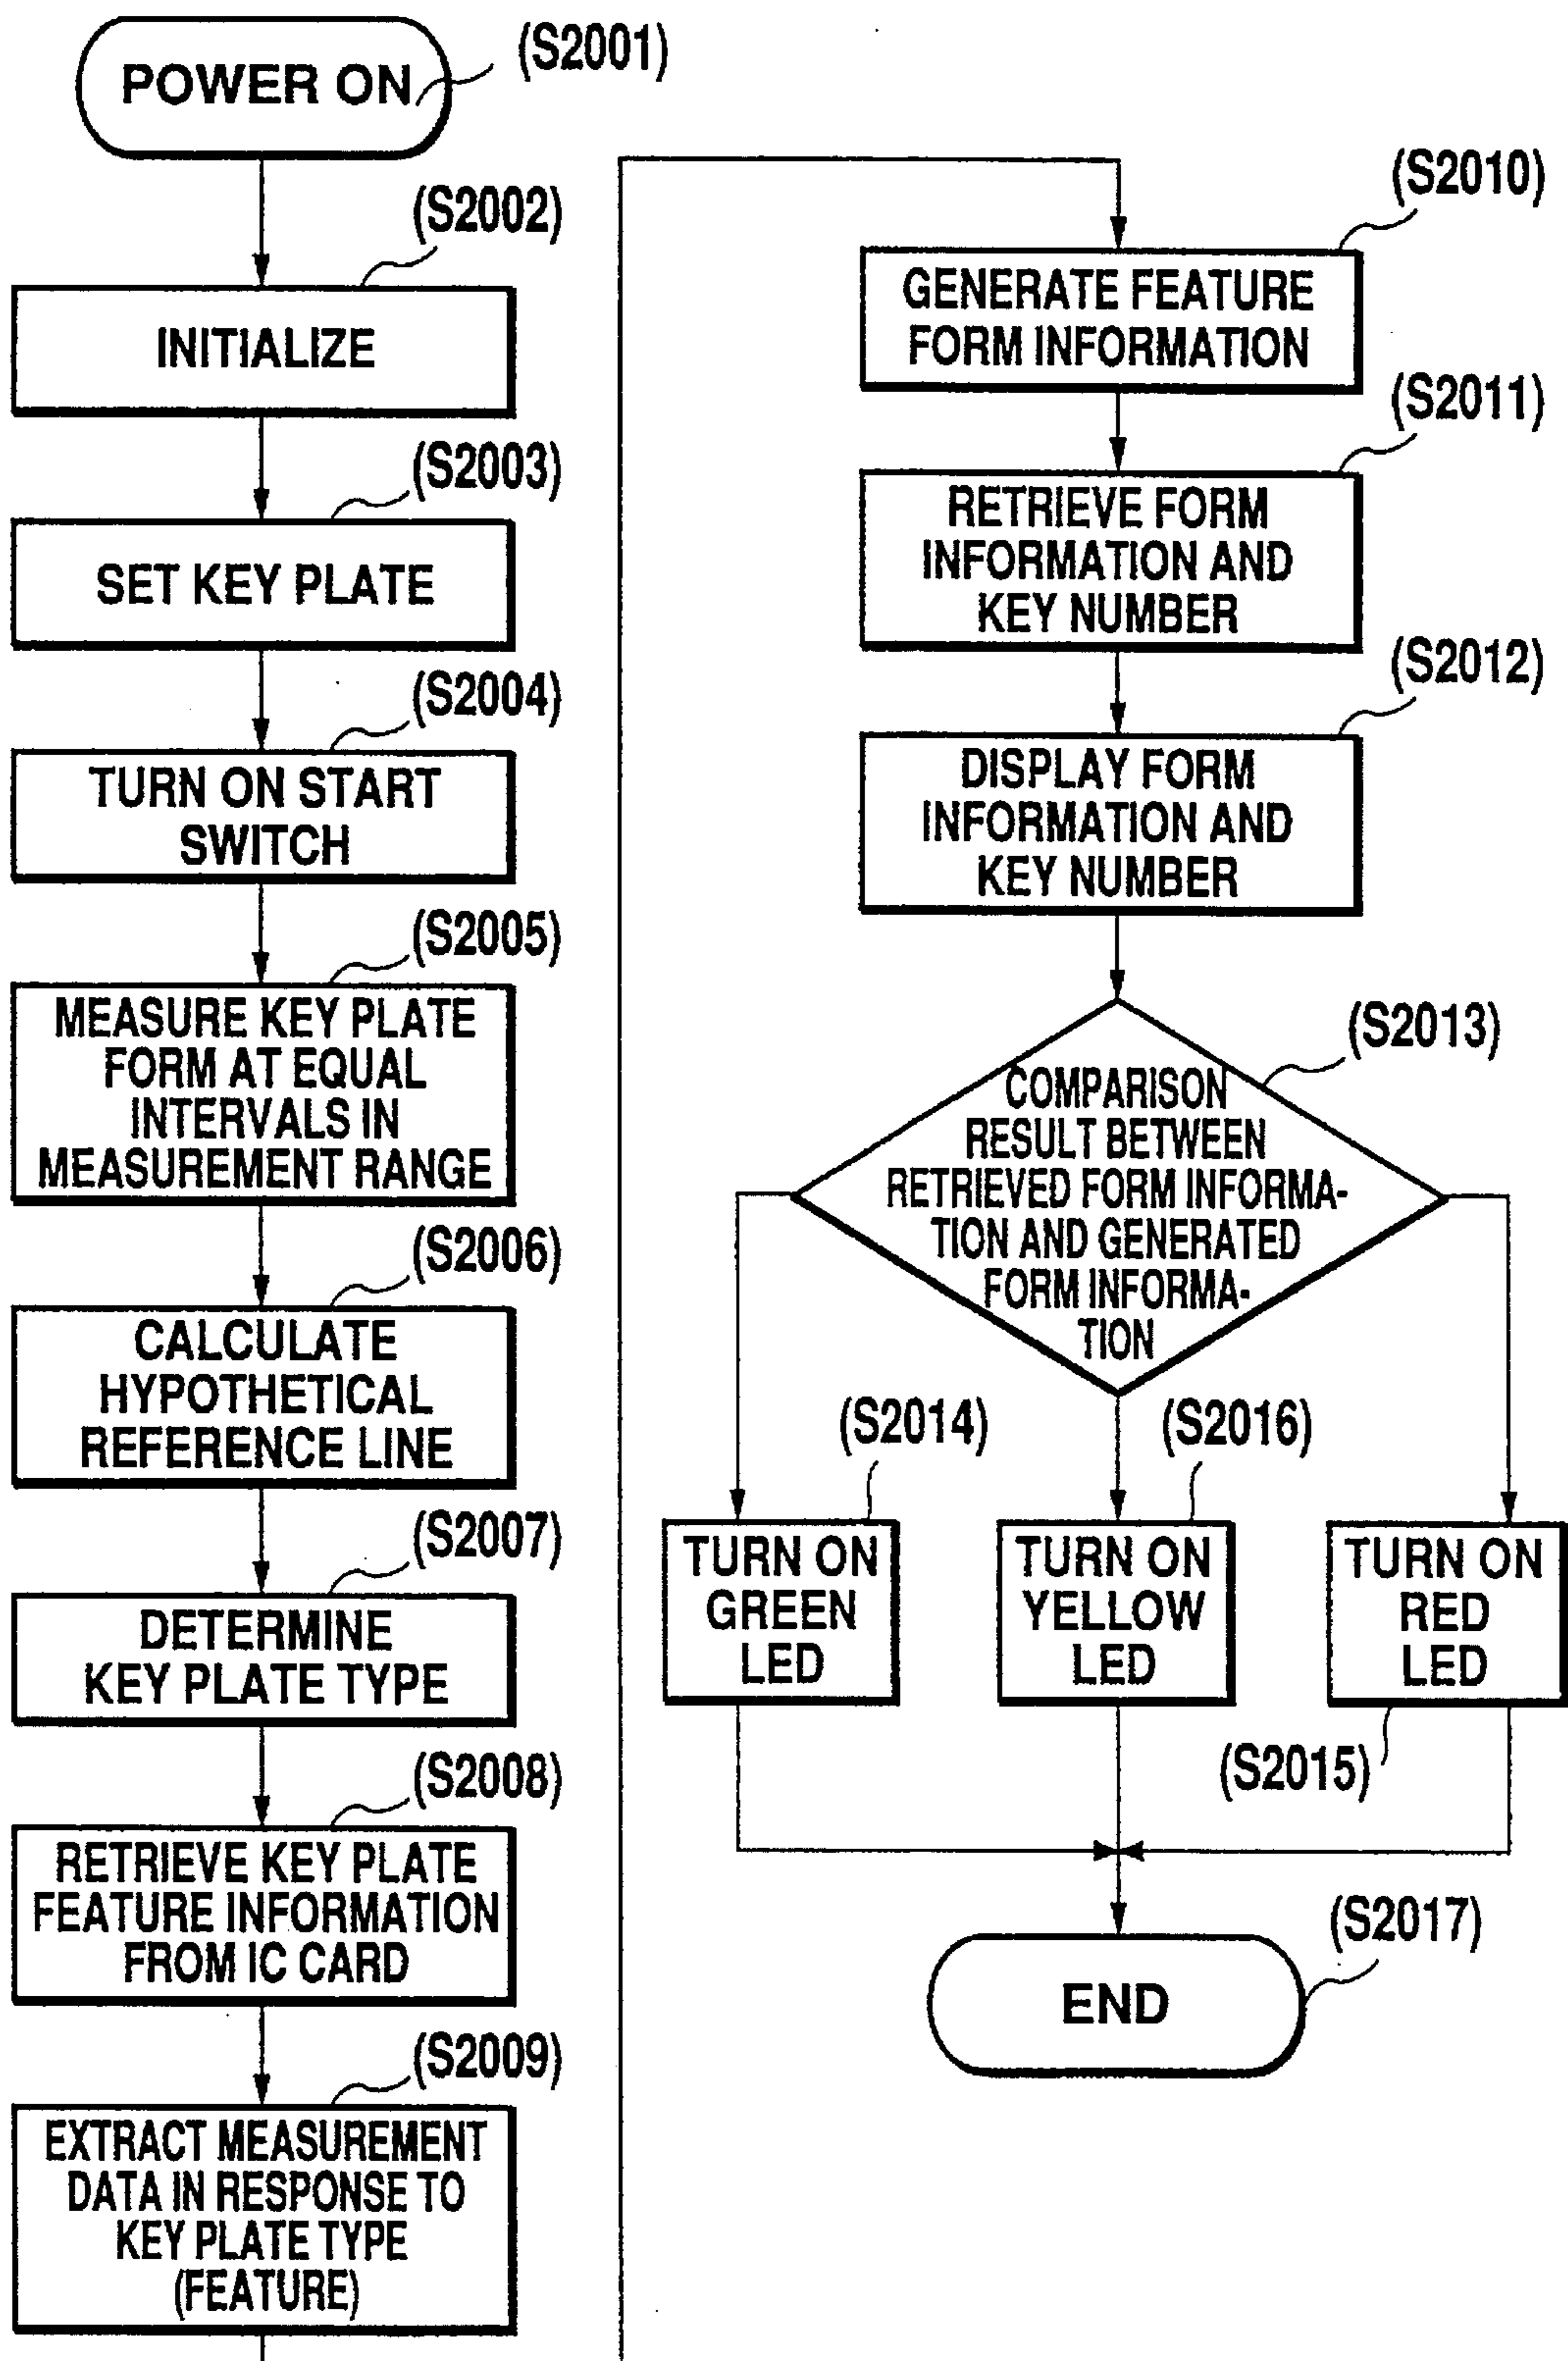 POWER ON
(S2001)
(S2002)
INITIALIZE
(S2003)
SET KEY PLATE
(S2004)
TURN ON START
SWITCH
(S2005)
MEASURE KEY PLATE
FORM AT EQUAL
INTERVALS IN
MEASUREMENT RANGE
(S2006)
CALCULATE
HYPOTHETICAL
REFERENCE LINE
(S2007)
DETERMINE
KEY PLATE TYPE
(S2008)
RETRIEVE KEY PLATE
FEATURE INFORMATION
FROM IC CARD
(S2009)
EXTRACT MEASUREMENT
DATA IN RESPONSE TO
KEY PLATE TYPE
(FEATURE)
(S2010)
GENERATE FEATURE
FORM INFORMATION
(S2011)
RETRIEVE FORM
INFORMATION AND
KEY NUMBER
(S2012)
DISPLAY FORM
INFORMATION AND
KEY NUMBER
(S2013)
COMPARISON
RESULT BETWEEN
RETRIEVED FORM INFORMA-
TION AND GENERATED
FORM INFORMA-
TION
(S2014)
TURN ON
GREEN
LED
(S2016)
TURN ON
YELLOW
LED
TURN ON
RED
LED
(S2015)
(S2017)
END